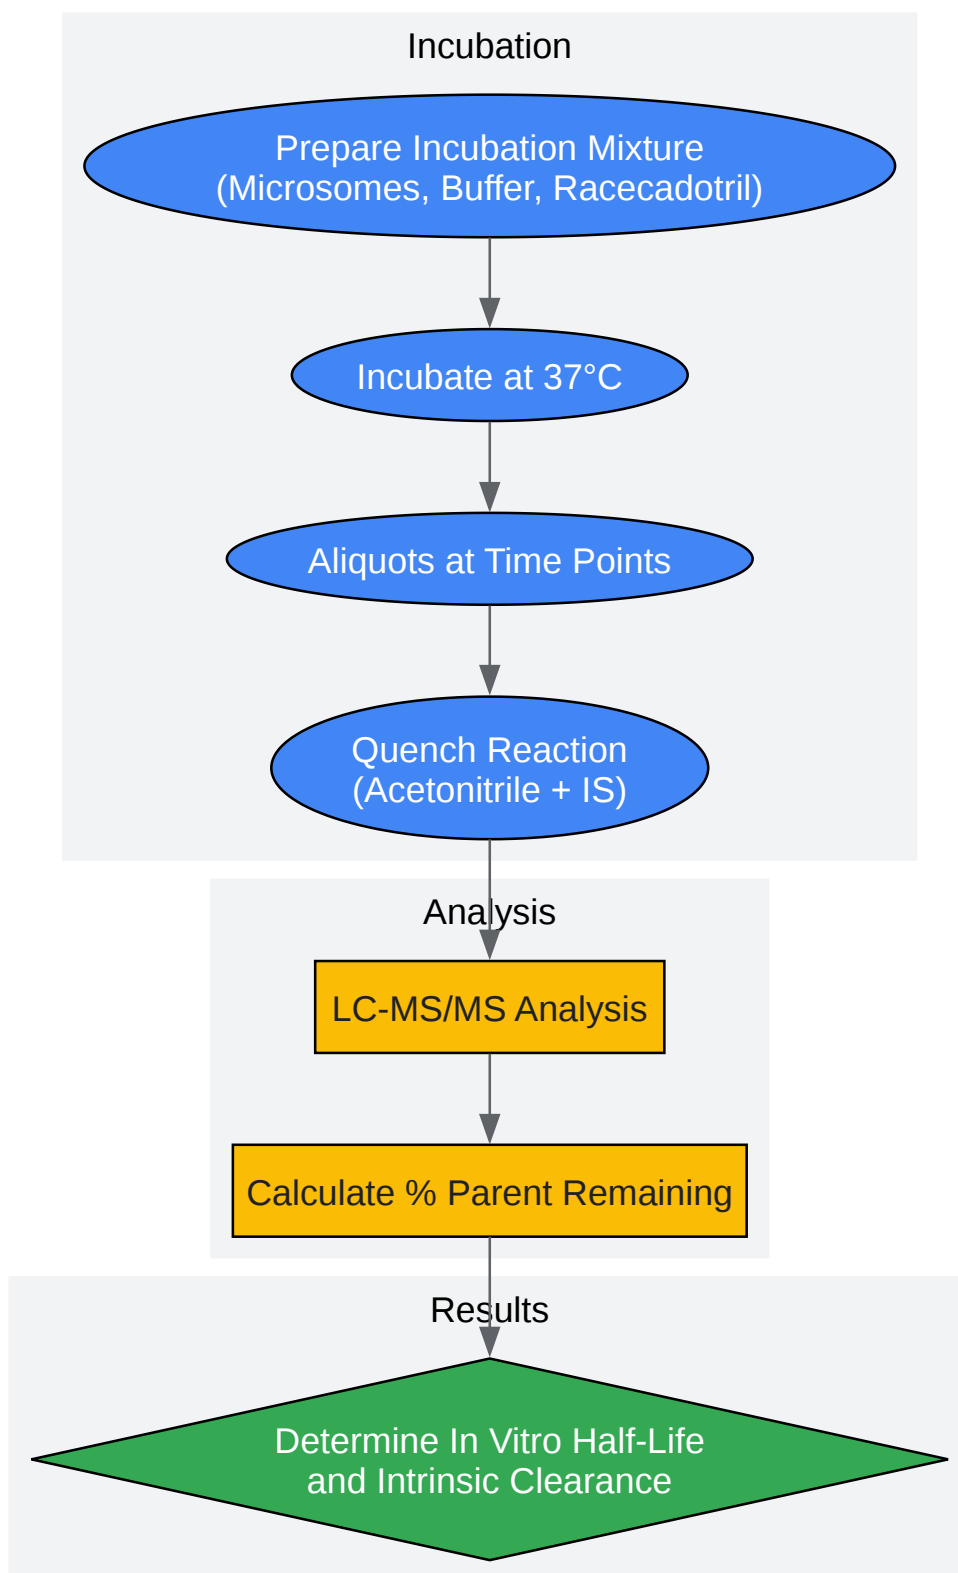 Incubation
Prepare Incubation Mixture
(Microsomes, Buffer, Racecadotril)
Incubate at 37°C
Aliquots at Time Points
Quench Reaction
(Acetonitrile + IS)
Analysis
LC-MS/MS Analysis
Calculate % Parent Remaining
Results
Determine In Vitro Half-Life
and Intrinsic Clearance